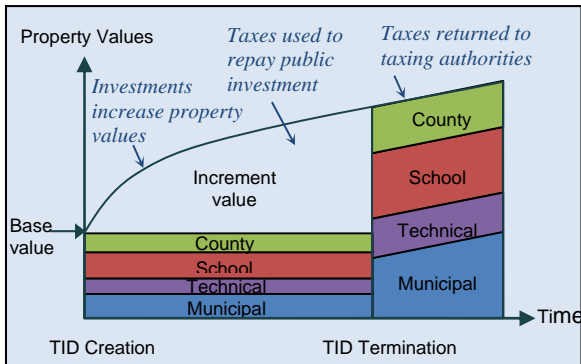 Property Values
Taxes used to
repay public
investment
Taxes returned to
taxing authorities
Investments
increase property
values
Increment
value
Base
value
County
School
Technical
Municipal
County
School
Technical
Municipal
Time
TID Creation
TID Termination